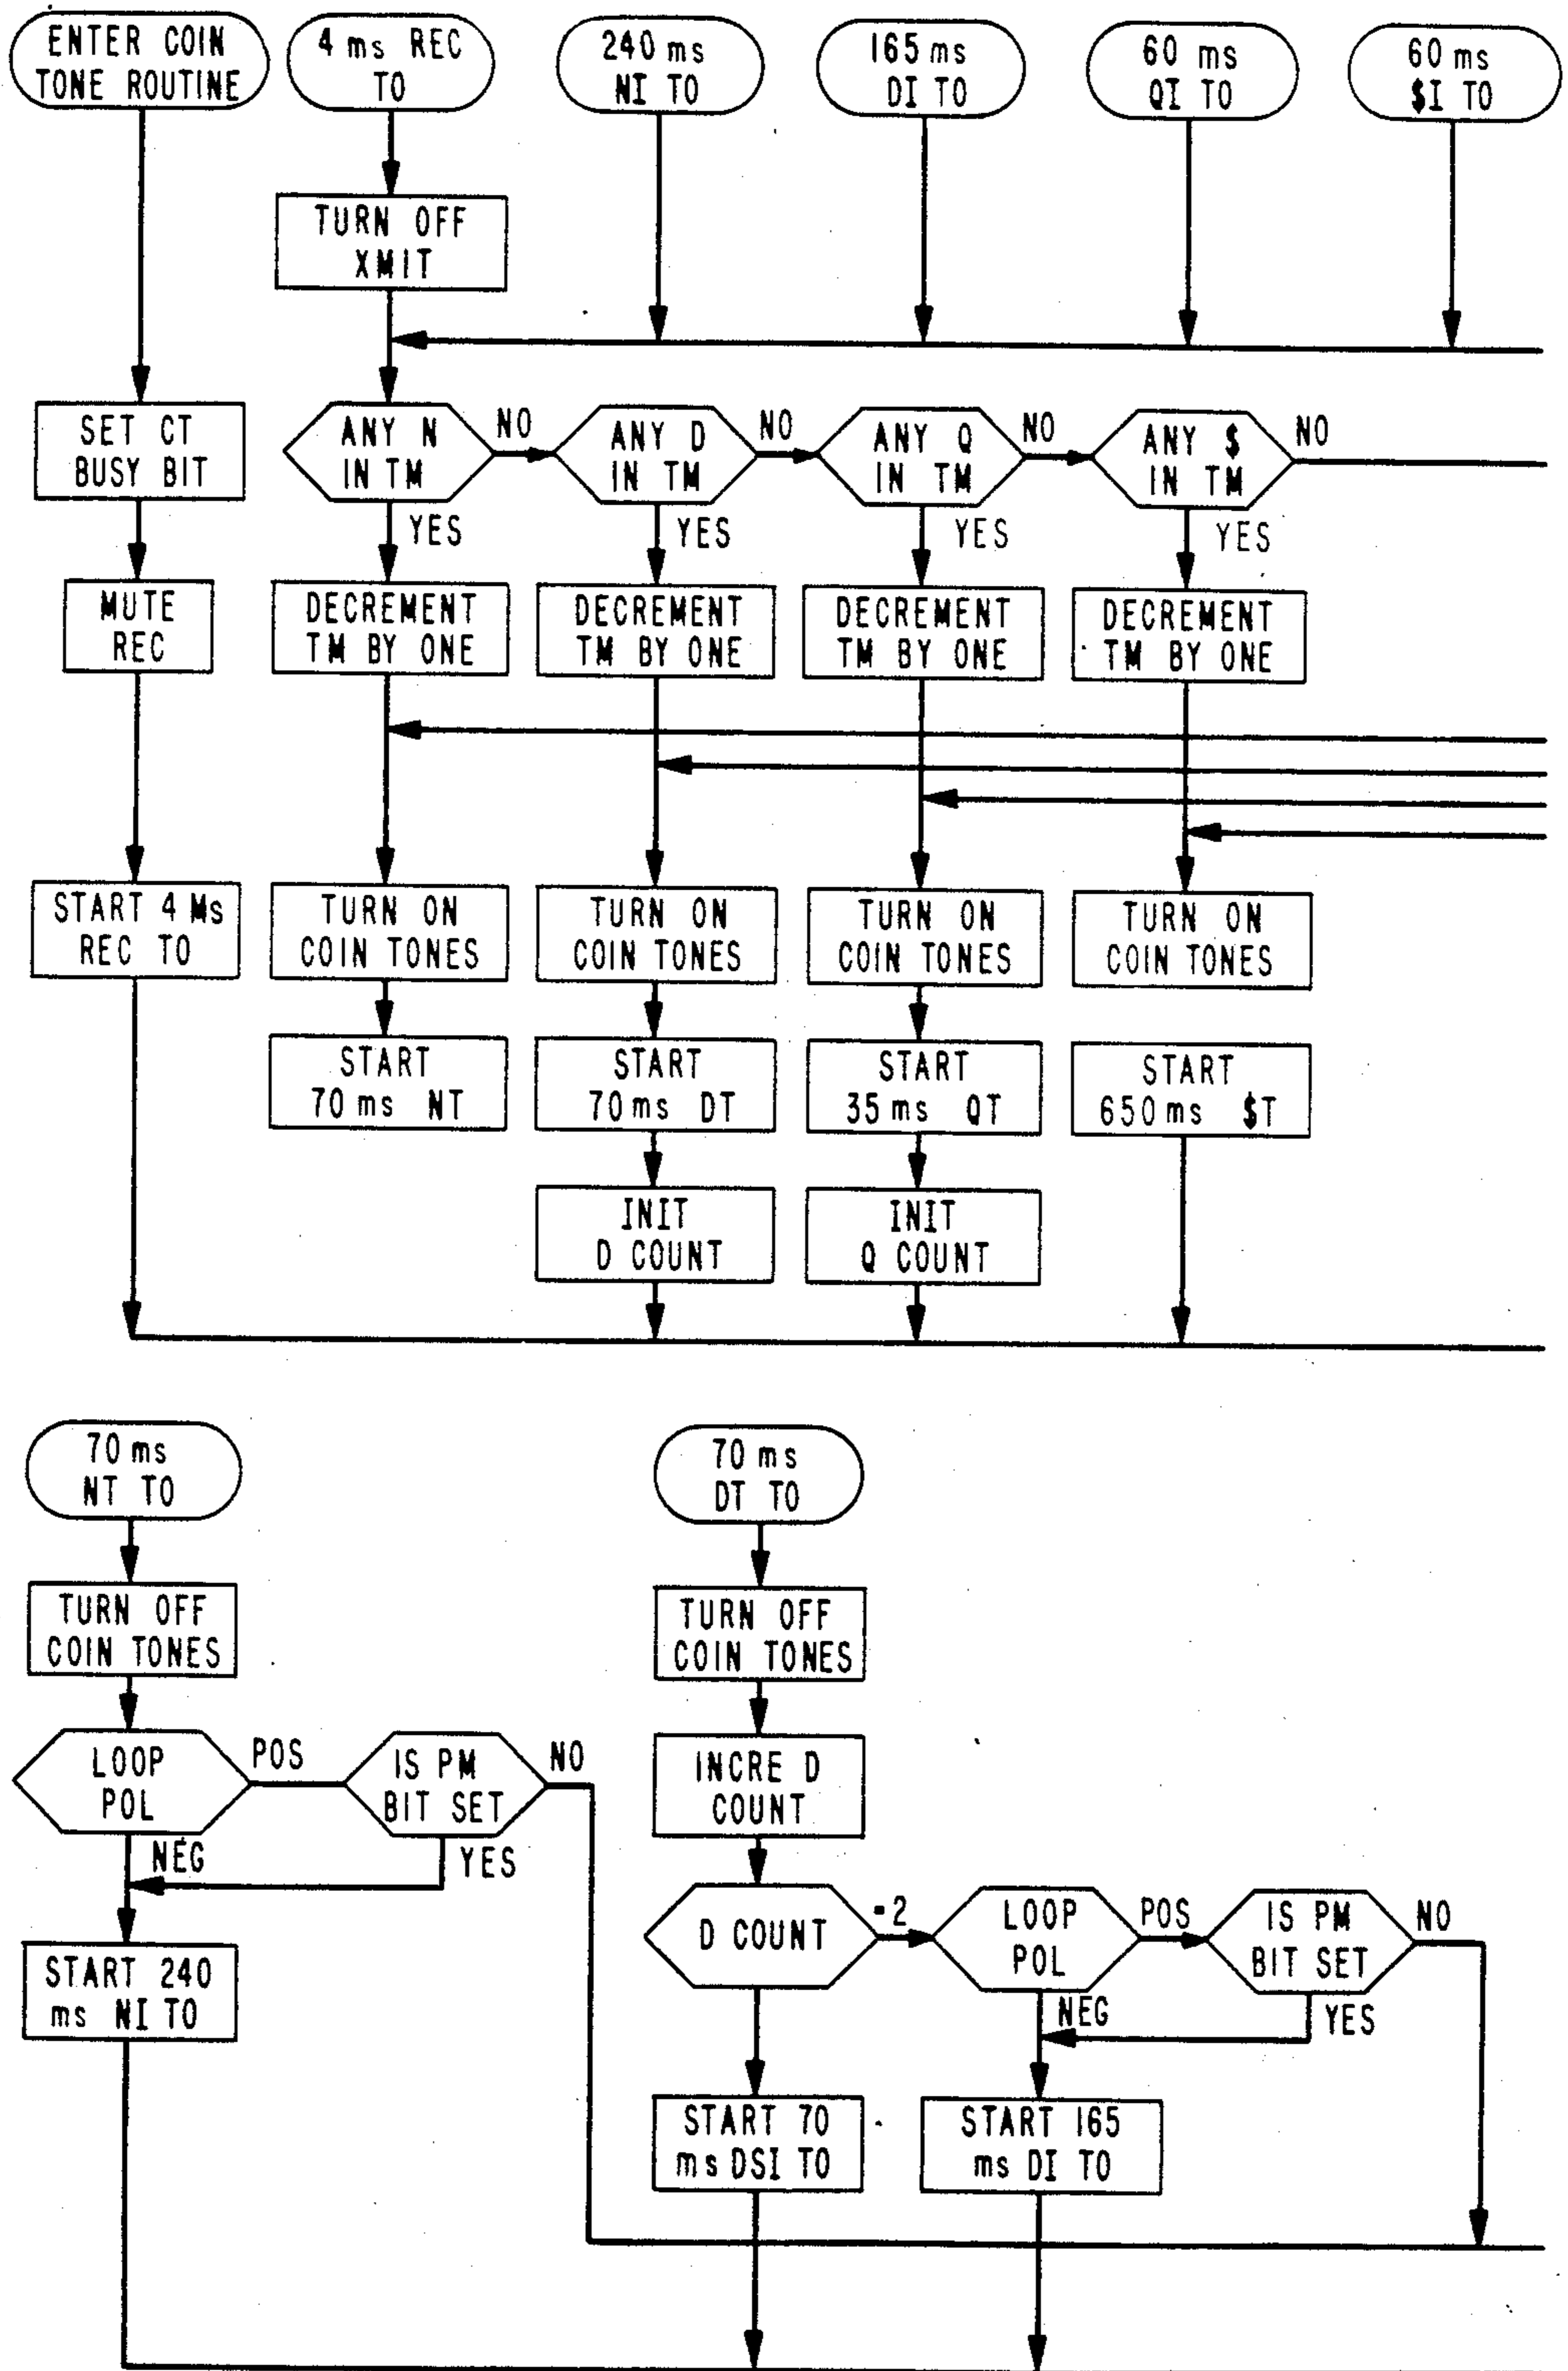 ENTER COIN
TONE ROUTINE
4 ms REC
TO
240 ms
NI TO
165 ms
DI TO
60 ms
QI TO
60 ms
$I TO
TURN OFF
XMIT
SET CT
BUSY BIT
ANY N
IN TM
NO
ANY D
IN TM
NO
ANY Q
IN TM
NO
ANY $
IN TM
NO
YES
YES
YES
YES
MUTE
REC
DECREMENT
TM BY ONE
DECREMENT
TM BY ONE
DECREMENT
TM BY ONE
DECREMENT
TM BY ONE
START 4 Ms
REC TO
TURN ON
COIN TONES
TURN ON
COIN TONES
TURN ON
COIN TONES
TURN ON
COIN TONES
START
70 ms NT
START
70 ms DT
START
35 ms QT
START
650 ms $T
INIT
D COUNT
INIT
Q COUNT
70 ms
NT TO
70 ms
DT TO
TURN OFF
COIN TONES
TURN OFF
COIN TONES
LOOP
POL
POS
IS PM
BIT SET
NO
NEG
YES
INCRE D
COUNT
START 240
ms NI TO
D COUNT
=2
LOOP
POL
POS
IS PM
BIT SET
NO
NEG
YES
START 70
ms DSI TO
START 165
ms DI TO